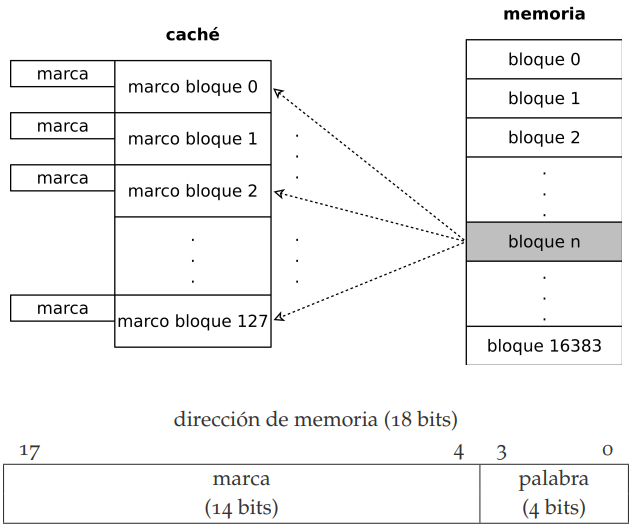 memoria
caché
bloque 0
marca
marco bloque 0
bloque 1
marca
marco bloque 1
bloque 2
marca
marco bloque 2
bloque n
marca
marco bloque 127
bloque 16383
dirección de memoria (18 bits)
17 4 3 0
marca palabra
(14 bits) (4 bits)